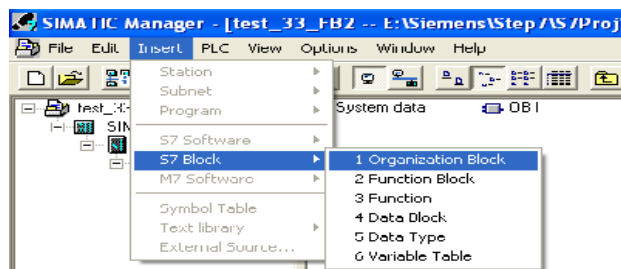 SIMATIC Manager - [test_33_FB2 -- E:\Siemens\Step7\S7Proj
File Edit Insert PLC View Options Window Help
Station
Subnet
Program
S7 Software
S7 Block
M7 Software
Symbol Table
Text library
External Source...
test_3
SIM
System data OB1
1 Organization Block
2 Function Block
3 Function
4 Data Block
5 Data Type
6 Variable Table